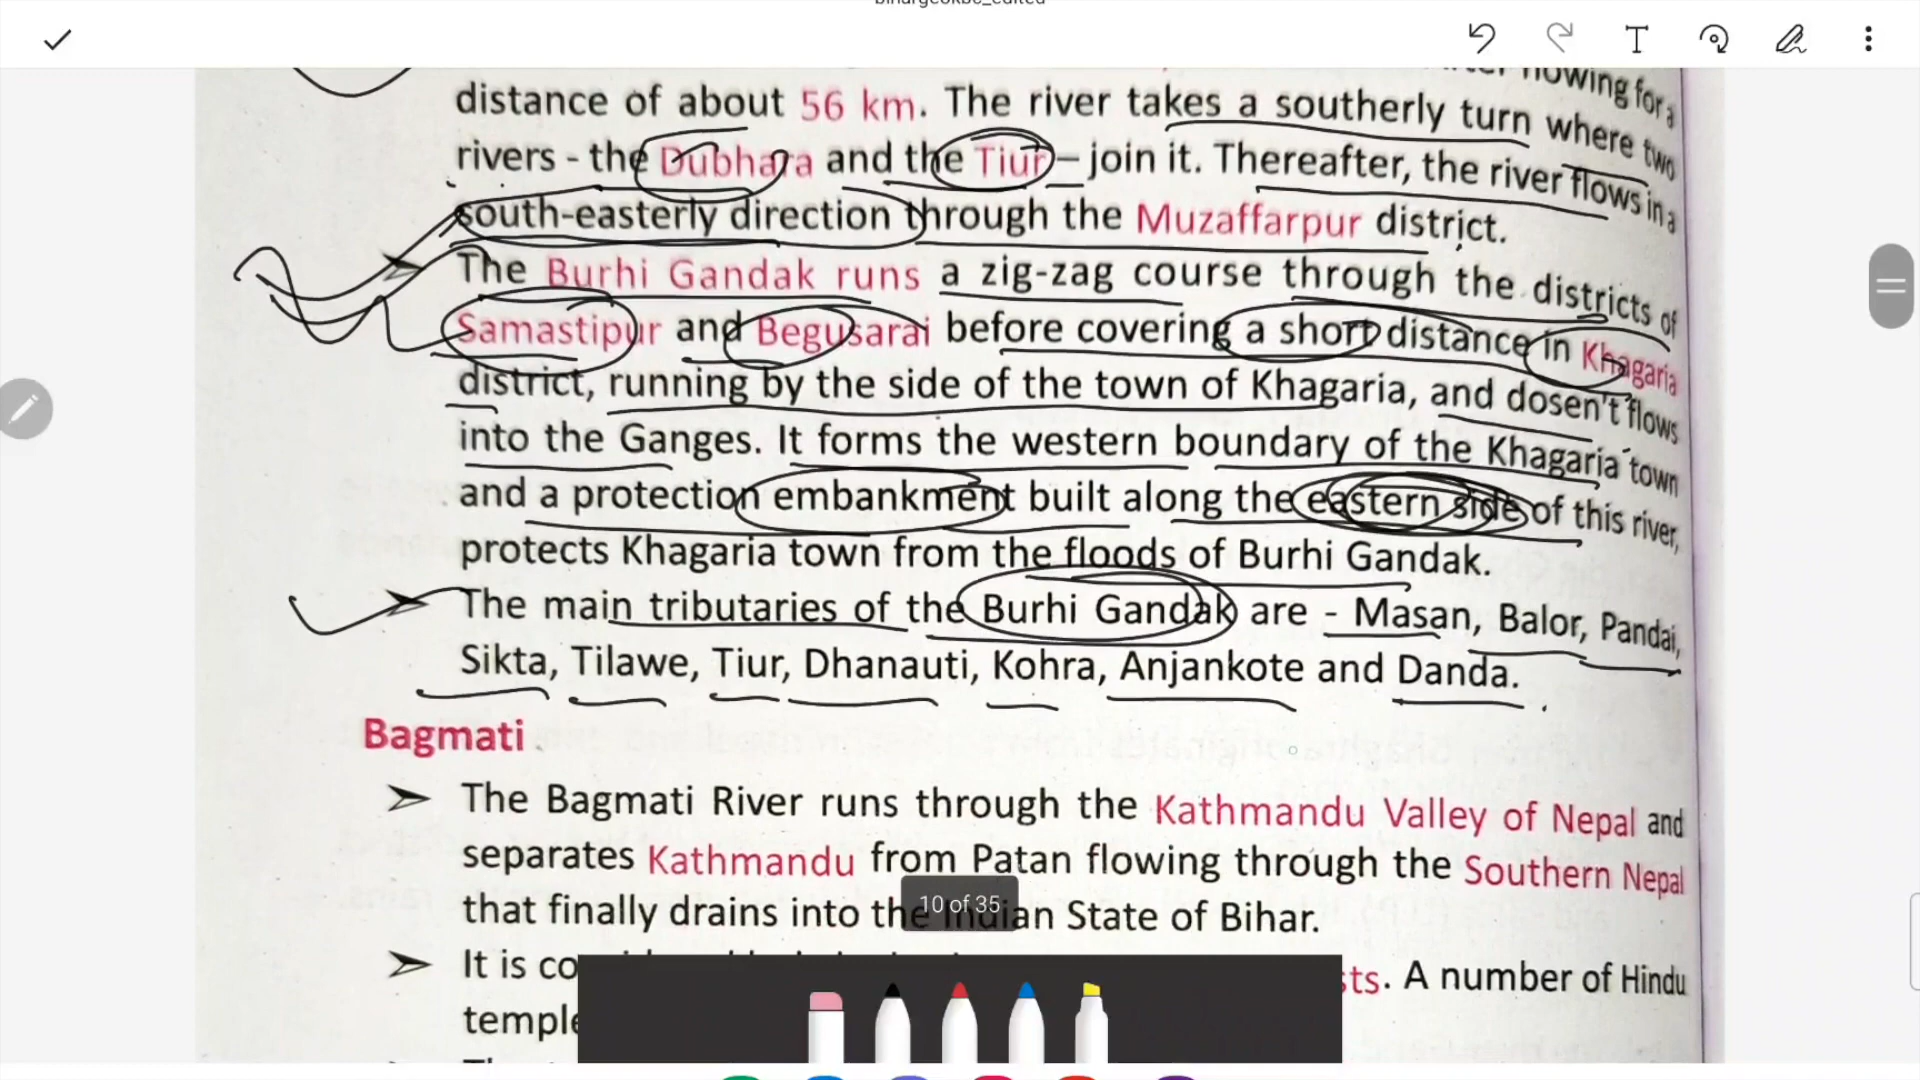 distance of about 56 km. The river takes a southerly turn where two
rivers - the Dubhara and the Tiur – join it. Thereafter, the river flows in a
south-easterly direction through the Muzaffarpur district.
The Burhi Gandak runs a zig-zag course through the districts of
Samastipur and Begusarai before covering a short distance in Khagaria
district, running by the side of the town of Khagaria, and dosen't flows
into the Ganges. It forms the western boundary of the Khagaria town
and a protection embankment built along the eastern side of this river,
protects Khagaria town from the floods of Burhi Gandak.
The main tributaries of the Burhi Gandak are - Masan, Balor, Pandai,
Sikta, Tilawe, Tiur, Dhanauti, Kohra, Anjankote and Danda.
Bagmati
The Bagmati River runs through the Kathmandu Valley of Nepal and
separates Kathmandu from Patan flowing through the Southern Nepal
that finally drains into the Indian State of Bihar.
10 of 35
It is A number of Hindu